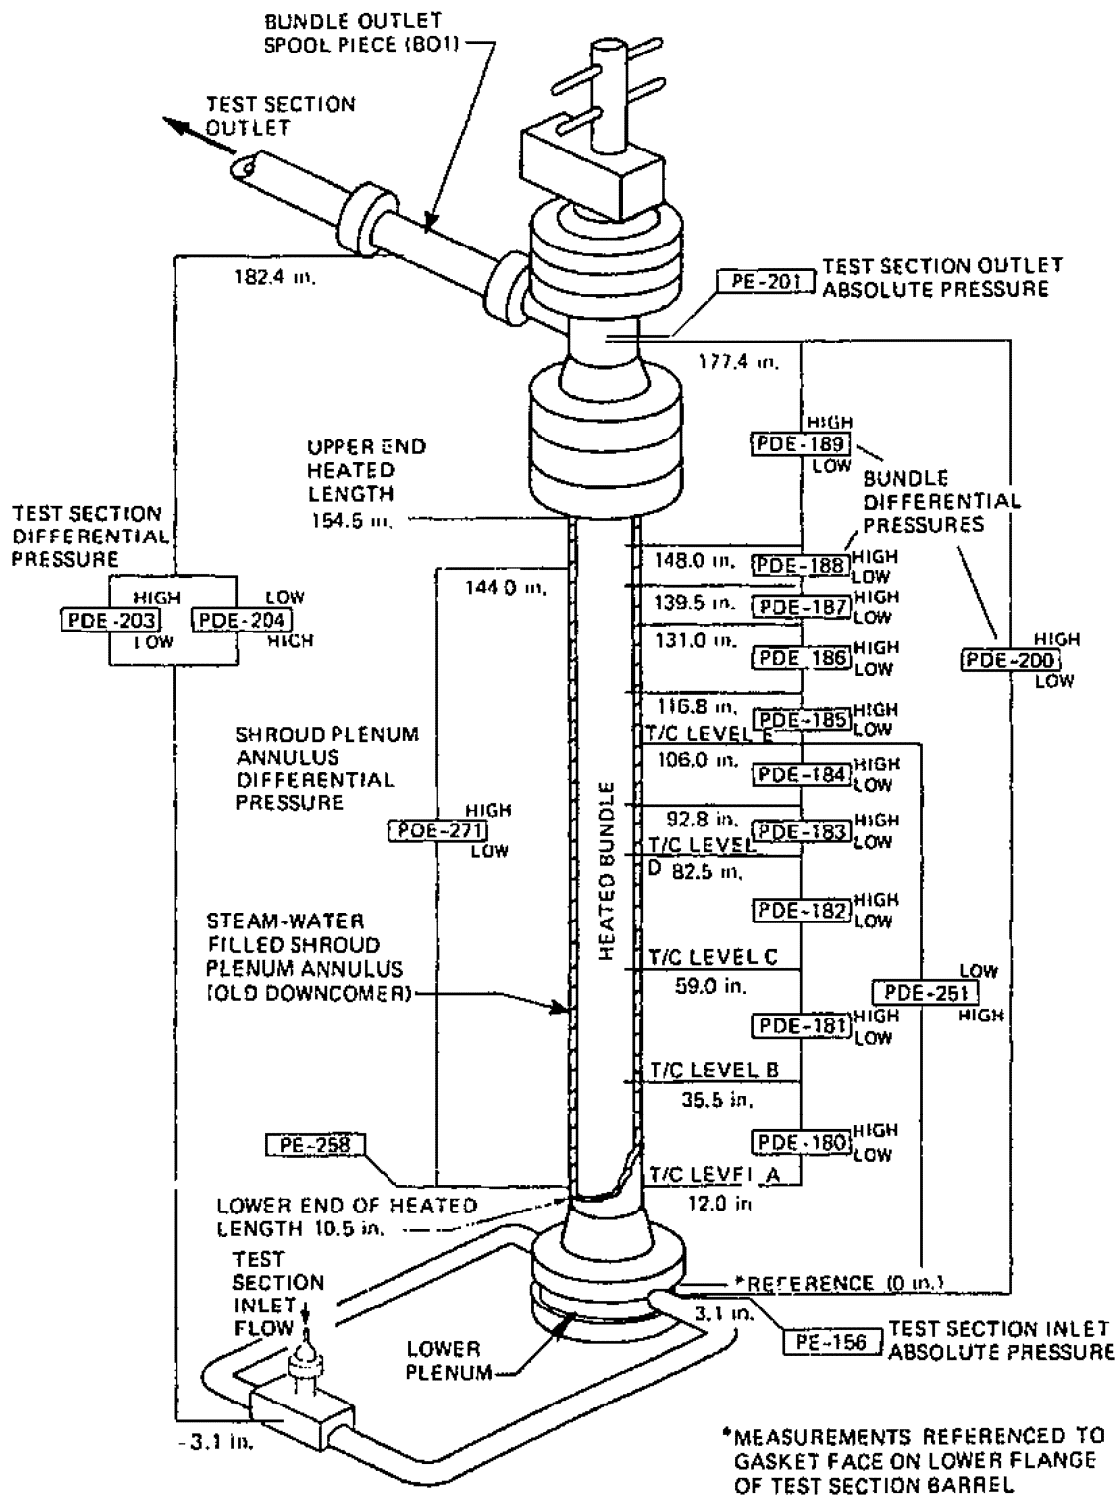 BUNDLE OUTLET
SPOOL PIECE (BO1)
TEST SECTION
OUTLET
182.4 in.
PE-201
TEST SECTION OUTLET
ABSOLUTE PRESSURE
177.4 in.
HIGH
PDE-189
LOW
BUNDLE
DIFFERENTIAL
PRESSURES
UPPER END
HEATED
LENGTH
154.5 in.
TEST SECTION
DIFFERENTIAL
PRESSURE
HIGH
PDE-203
LOW
LOW
PDE-204
HIGH
144.0 in.
148.0 in.
PDE-188
HIGH
LOW
139.5 in.
PDE-187
HIGH
LOW
131.0 in.
PDE 186
HIGH
LOW
HIGH
PDE-200
LOW
116.8 in.
PDE-185
HIGH
LOW
T/C LEVEL E
106.0 in.
PDE-184
HIGH
LOW
SHROUD PLENUM
ANNULUS
DIFFERENTIAL
PRESSURE
HIGH
PDE-271
LOW
92.8 in.
PDE-183
HIGH
LOW
T/C LEVEL
D 82.5 in.
HEATED BUNDLE
PDE-182
HIGH
LOW
STEAM-WATER
FILLED SHROUD
PLENUM ANNULUS
(OLD DOWNCOMER)
T/C LEVEL C
59.0 in.
LOW
PDE-251
HIGH
PDE-181
HIGH
LOW
T/C LEVEL B
35.5 in.
PDE-180
HIGH
LOW
PE-258
T/C LEVEL A
12.0 in
LOWER END OF HEATED
LENGTH 10.5 in.
TEST
SECTION
INLET
FLOW
*REFERENCE (0 in.)
3.1 in.
PE-156
TEST SECTION INLET
ABSOLUTE PRESSURE
LOWER
PLENUM
-3.1 in.
*MEASUREMENTS REFERENCED TO
GASKET FACE ON LOWER FLANGE
OF TEST SECTION BARREL